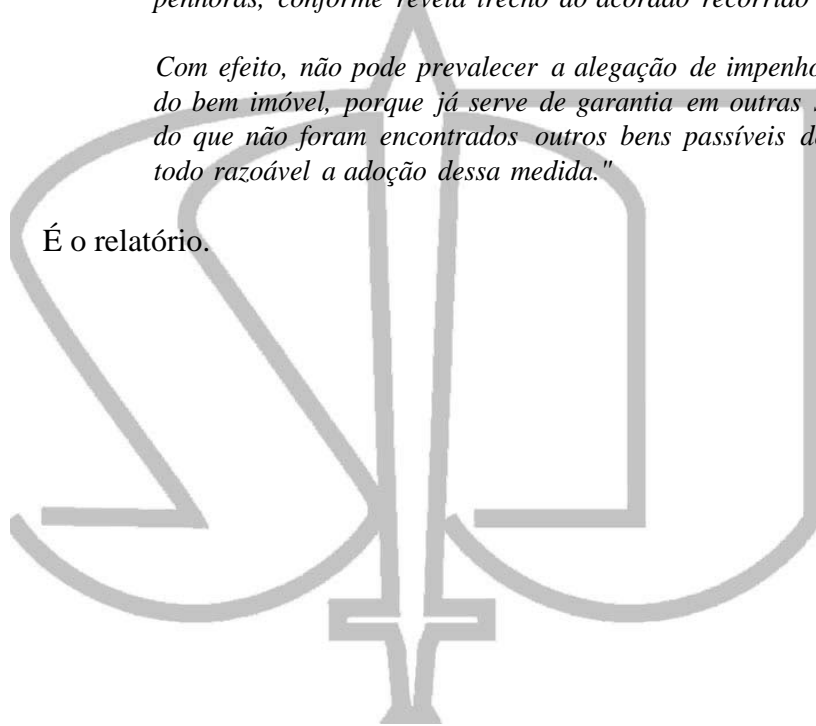 penhoras, conforme revela trecho do acórdão recorrido
Com efeito, não pode prevalecer a alegação de
do bem imóvel, porque já serve de garantia em outras
do que não foram encontrados outros bens passíveis
todo razoável a adoção dessa medida."
É o relatório.